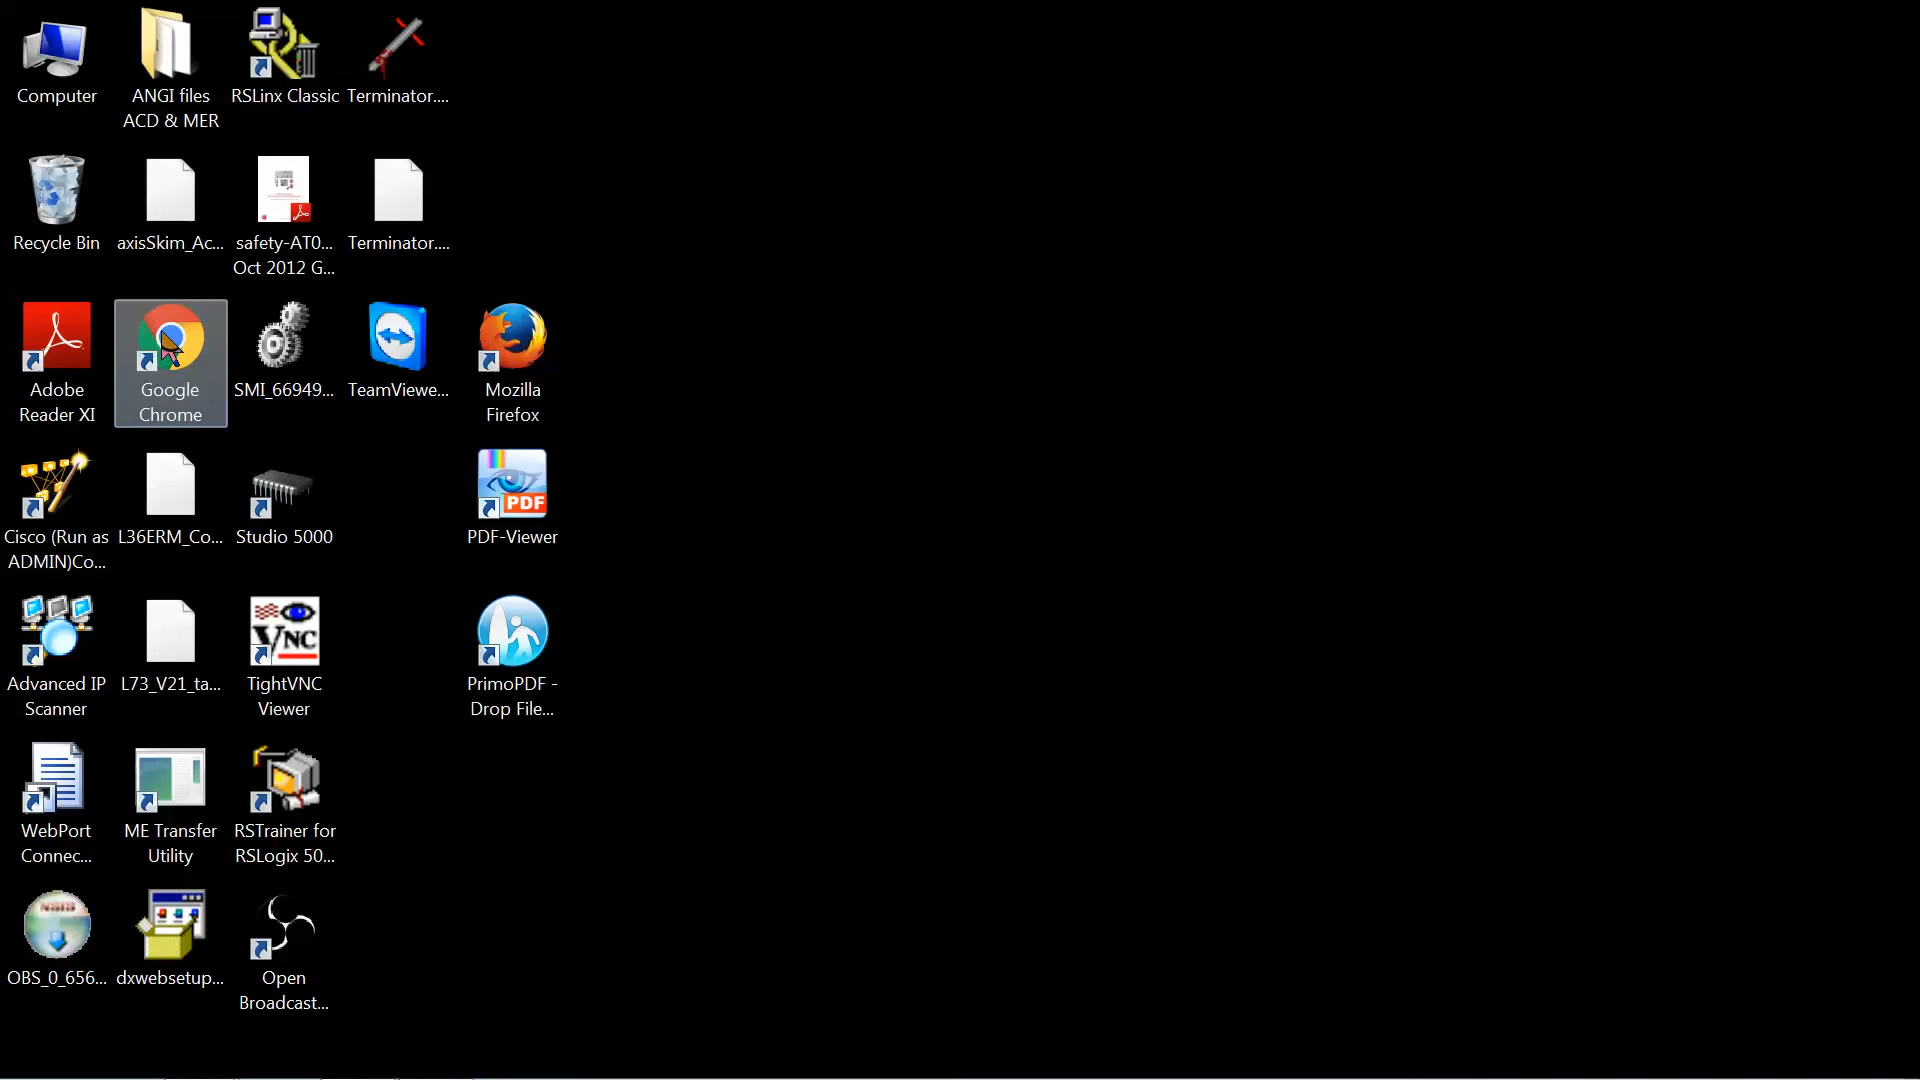 Computer
ANGI files
ACD & MER
RSLinx Classic
Terminator....
Recycle Bin
axisSkim_Ac...
safety-AT0...
Oct 2012 G...
Terminator....
Adobe
Reader XI
Google
Chrome
SMI_66949...
TeamViewe...
Mozilla
Firefox
Cisco (Run as
ADMIN)Co...
L36ERM_Co...
Studio 5000
PDF
PDF-Viewer
Advanced IP
Scanner
L73_V21_ta...
VNC
TightVNC
Viewer
PrimoPDF -
Drop File...
WebPort
Connec...
ME Transfer
Utility
RSTrainer for
RSLogix 50...
NSIS
OBS_0_656...
dxwebsetup...
Open
Broadcast...